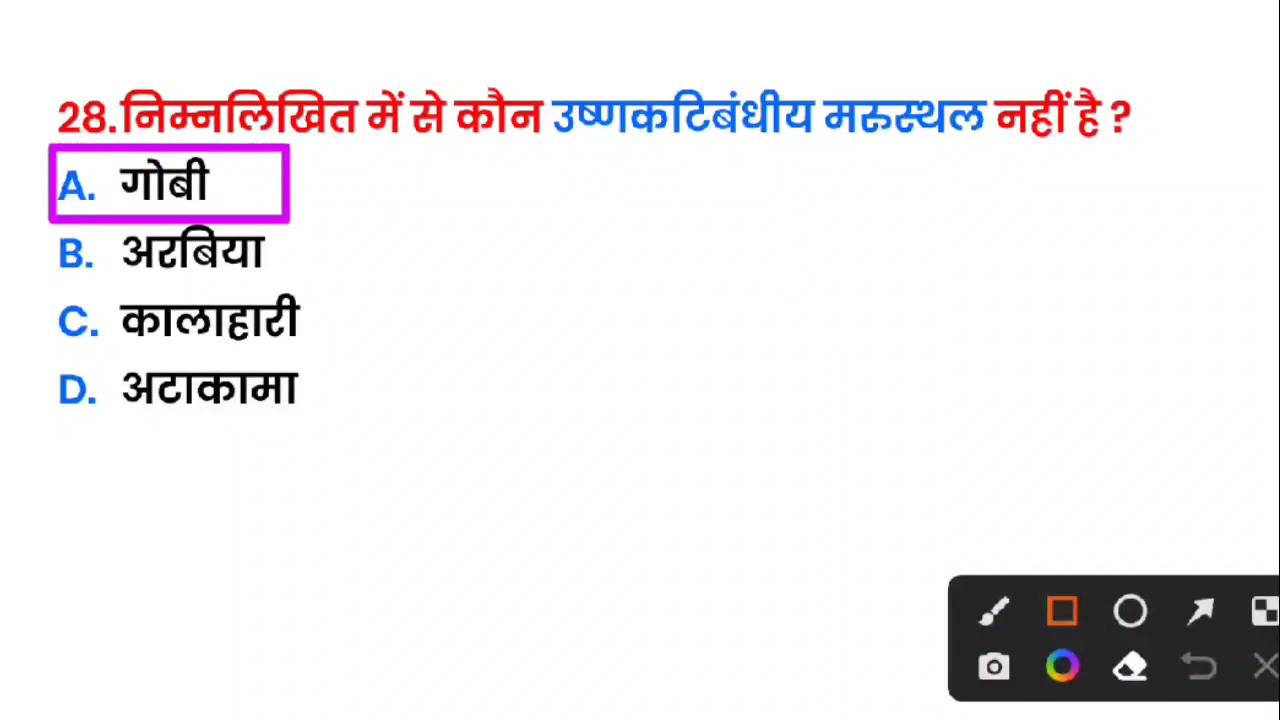 28. निम्नलिखित में से कौन उष्णकटिबंधीय मरुस्थल नहीं है ?
A. गोबी
B. अरबिया
C. कालाहारी
D. अटाकामा